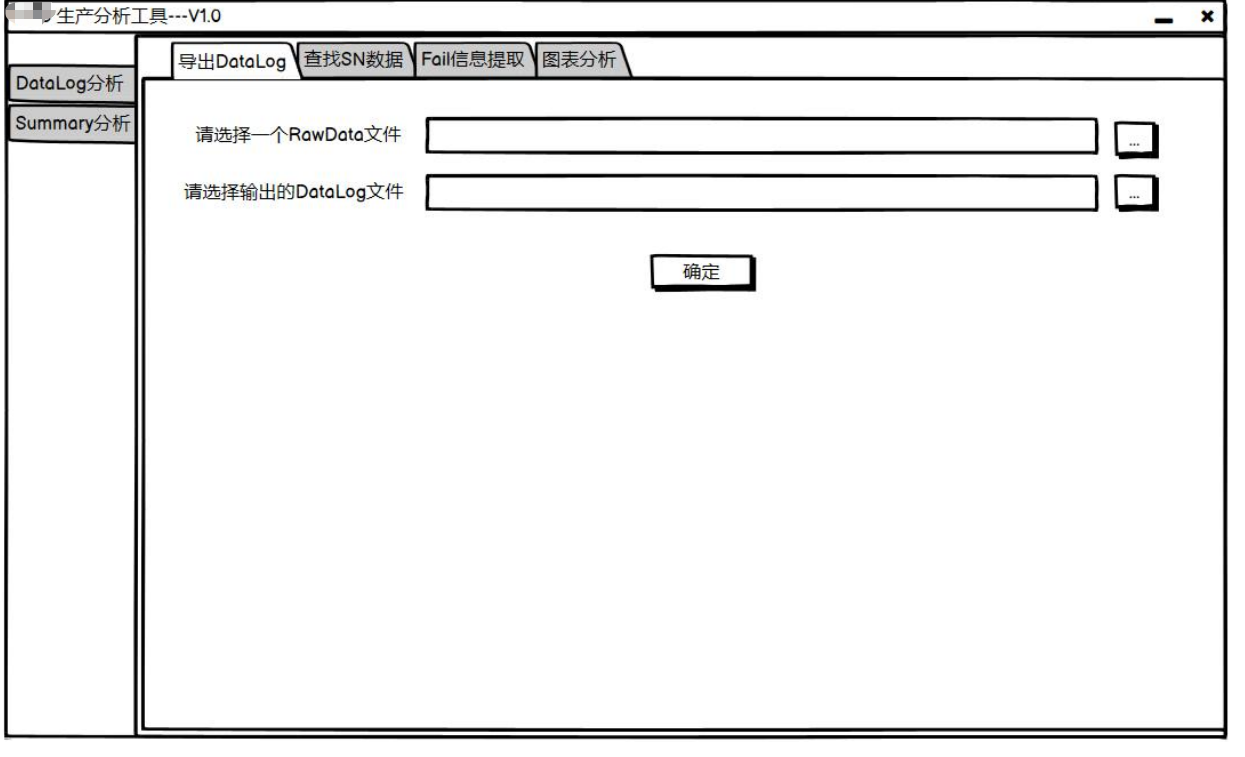 生产分析工具---V1.0
导出DataLog 查找SN数据 Fail信息提取 图表分析
DataLog分析
Summary分析
请选择一个RawData文件 ...
请选择输出的DataLog文件 ...
确定